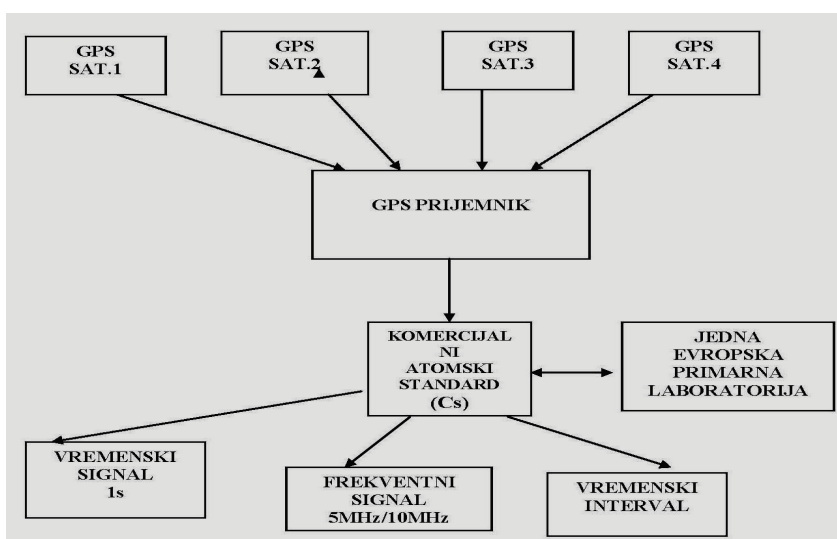 GPS
SAT.1
GPS
SAT.2
GPS
SAT.3
GPS
SAT.4
GPS PRIJEMNIK
KOMERCIJAL
NI
ATOMSKI
STANDARD
(Cs)
JEDNA
EVROPSKA
PRIMARNA
LABORATORIJA
VREMENSKI
SIGNAL
1s
FREKVENTNI
SIGNAL
5MHz/10MHz
VREMENSKI
INTERVAL